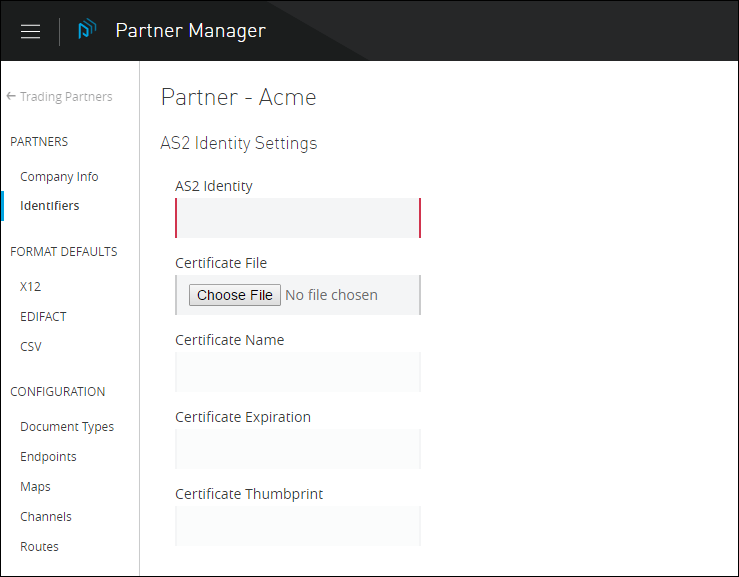 Partner Manager
← Trading Partners
PARTNERS
Company Info
Identifiers
FORMAT DEFAULTS
X12
EDIFACT
CSV
CONFIGURATION
Document Types
Endpoints
Maps
Channels
Routes
Partner - Acme
AS2 Identity Settings
AS2 Identity
Certificate File
Choose File No file chosen
Certificate Name
Certificate Expiration
Certificate Thumbprint